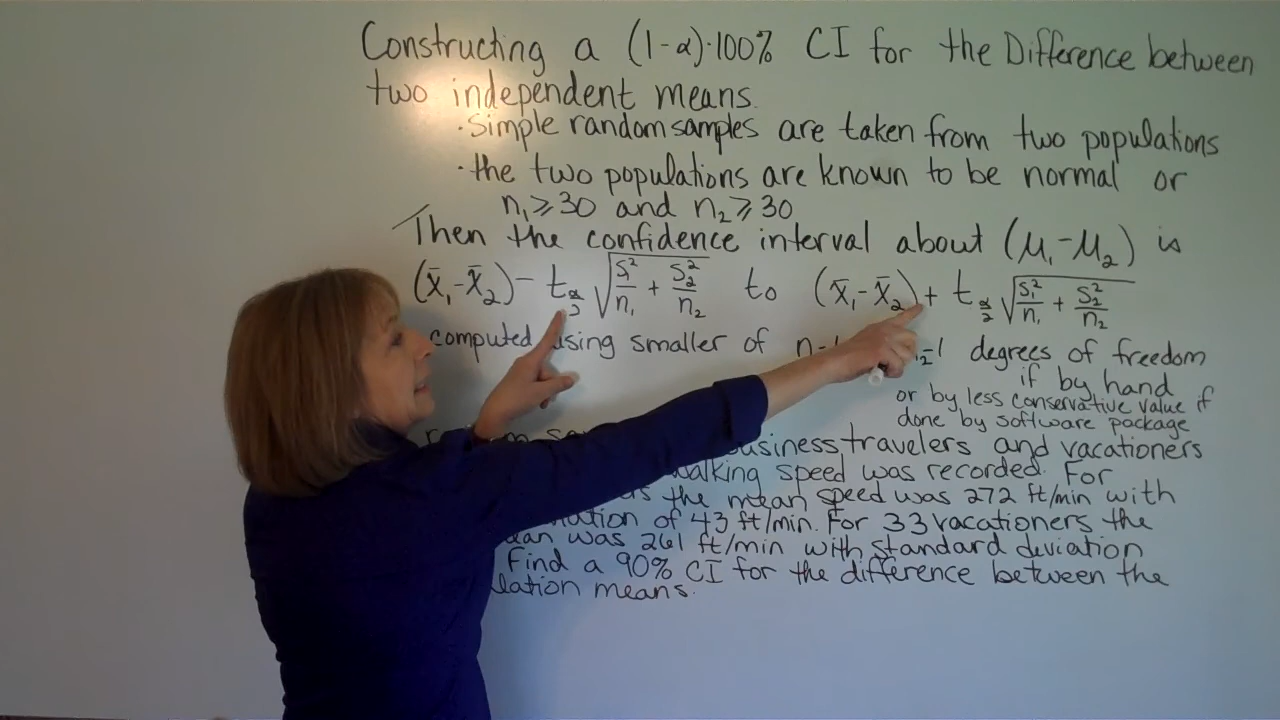 Constructing a (1-α)·100% CI for the Difference between
two independent means.
· Simple random samples are taken from two populations
· the two populations are known to be normal or
n₁ ≥ 30 and n₂ ≥ 30
Then the confidence interval about (μ₁-μ₂) is
(x̄₁-x̄₂) - t_α/2 √(s₁²/n₁ + s₂²/n₂) to (x̄₁-x̄₂) + t_α/2 √(s₁²/n₁ + s₂²/n₂)
computed using smaller of degrees of freedom
if by hand
or by less conservative value if
done by software package
business travelers and vacationers
walking speed was recorded. For
the mean speed was 272 ft/min with
of 43 ft/min. For 33 vacationers the
was 261 ft/min with standard deviation
Find a 90% CI for the difference between the
means.